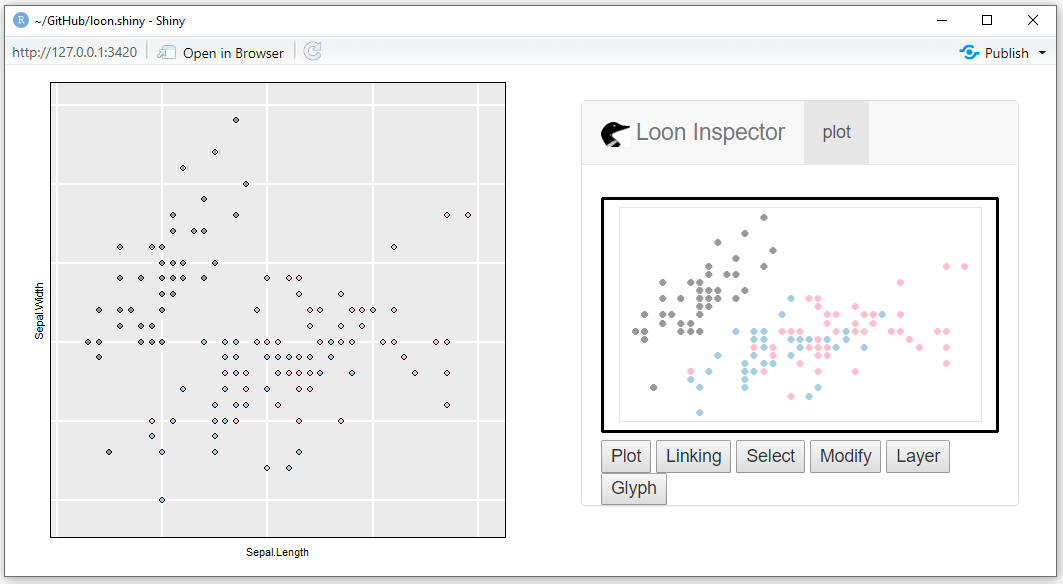 R ~/GitHub/loon.shiny - Shiny
http://127.0.0.1:3420 Open in Browser Publish
Loon Inspector plot
Sepal.Width
Sepal.Length
Plot Linking Select Modify Layer
Glyph